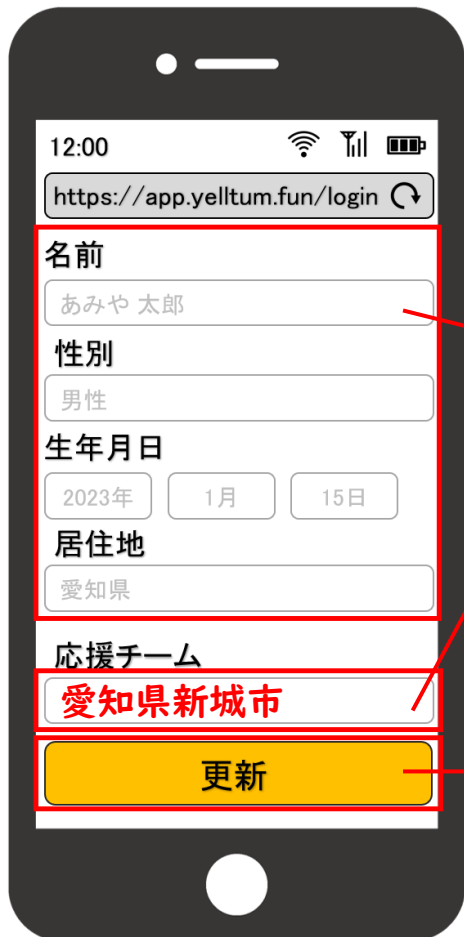 12:00
https://app.yelltum.fun/login
名前
あみや 太郎
性別
男性
生年月日
2023年 1月 15日
居住地
愛知県
応援チーム
愛知県新城市
更新